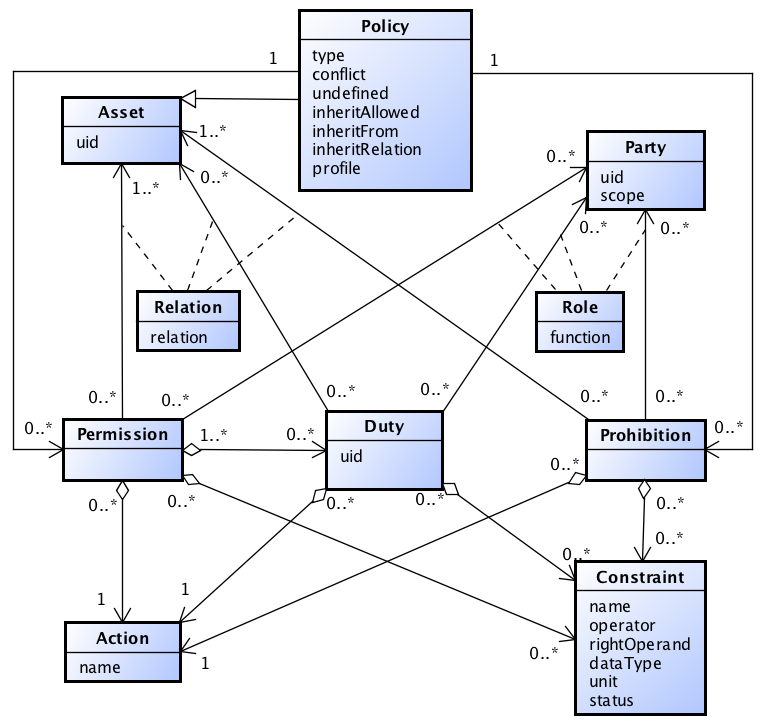 Policy
type
conflict
undefined
inheritAllowed
inheritFrom
inheritRelation
profile
1
1
Asset
uid
1..*
0..*
1..*
Party
uid
scope
0..*
0..*
0..*
Relation
relation
Role
function
0..*
0..*
0..*
0..*
0..*
0..*
0..*
Permission
1..*
0..*
Duty
uid
Prohibition
0..*
0..*
0..*
0..*
0..*
0..*
0..*
0..*
0..*
1
1
1
0..*
Action
name
Constraint
name
operator
rightOperand
dataType
unit
status